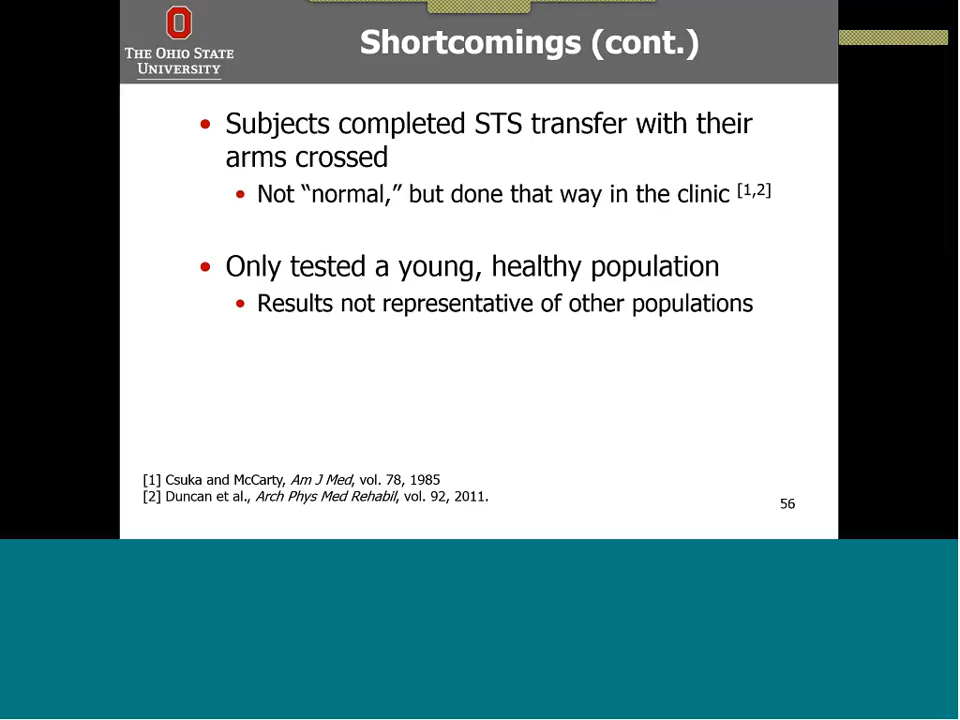 THE OHIO STATE
UNIVERSITY
Shortcomings (cont.)
• Subjects completed STS transfer with their
arms crossed
• Not “normal,” but done that way in the clinic [1,2]
• Only tested a young, healthy population
• Results not representative of other populations
[1] Csuka and McCarty, Am J Med, vol. 78, 1985
[2] Duncan et al., Arch Phys Med Rehabil, vol. 92, 2011.
56